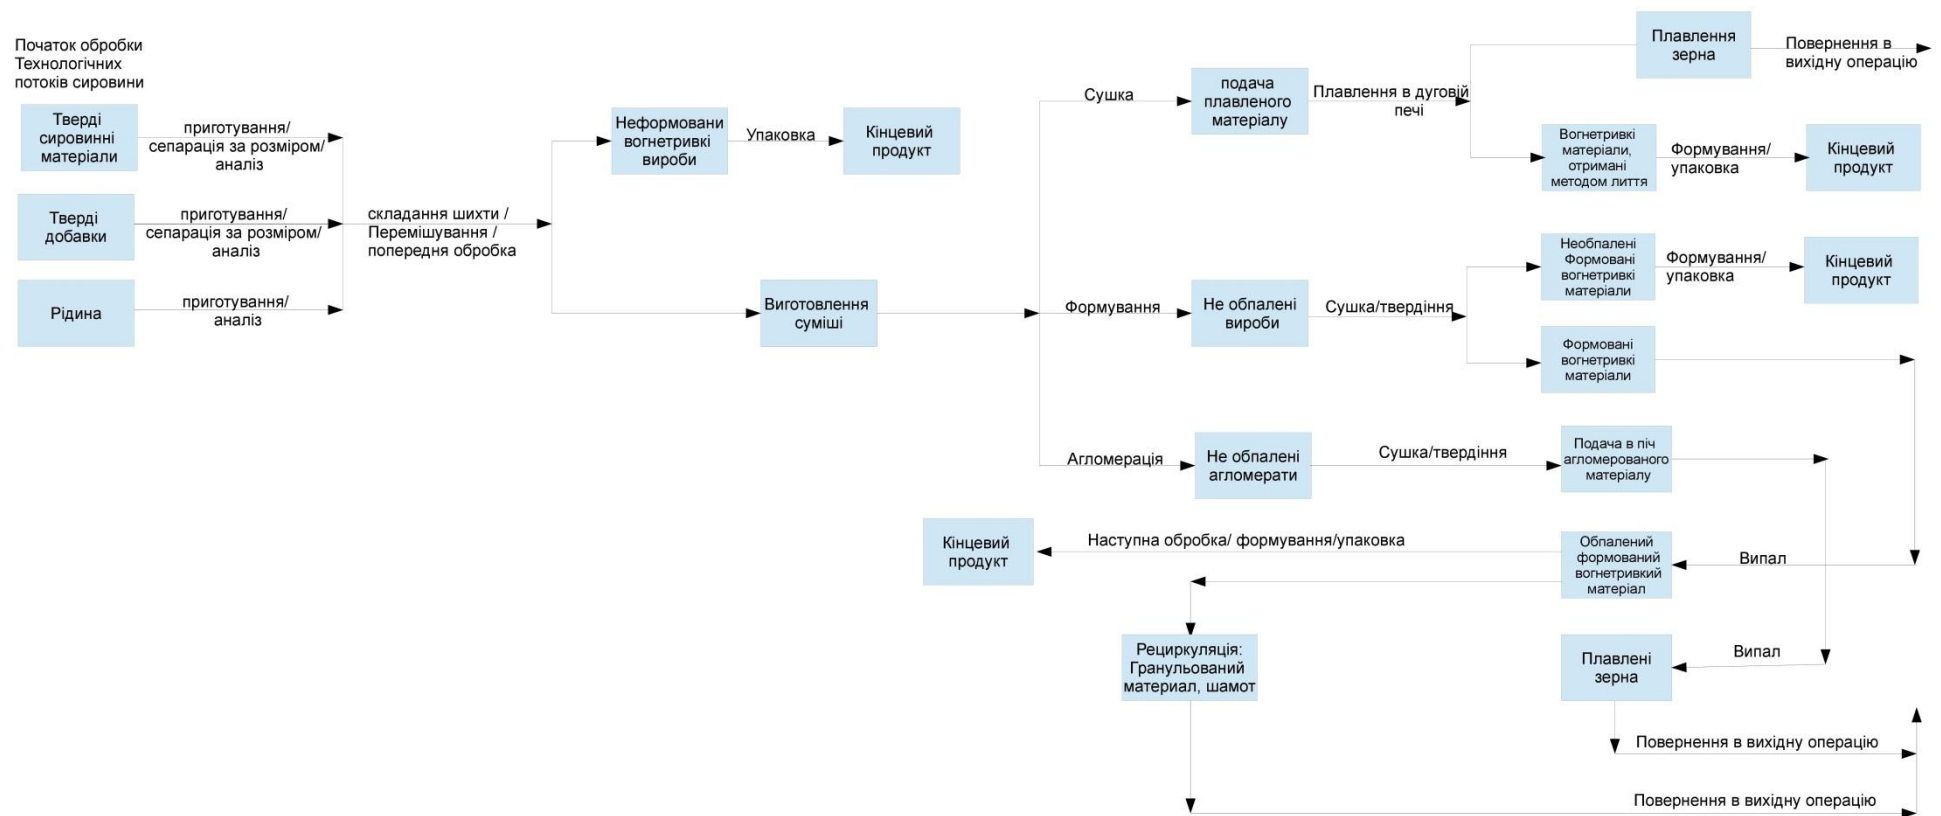 Початок обробки
Технологічних
потоків сировини
Тверді
сировинні
матеріали
приготування/
сепарація за розміром/
аналіз
Тверді
добавки
приготування/
сепарація за розміром/
аналіз
Рідина
приготування/
аналіз
складання шихти /
Перемішування /
попередня обробка
Неформовани
вогнетривкі
вироби
Упаковка
Кінцевий
продукт
Виготовлення
суміші
Сушка
подача
плавленого
матеріалу
Плавлення в дуговій
печі
Плавлення
зерна
Повернення в
вихідну операцію
Вогнетривкі
матеріали,
отримані
методом лиття
Формування/
упаковка
Кінцевий
продукт
Формування
Не обпалені
вироби
Сушка/твердіння
Необпалені
Формовані
вогнетривкі
матеріали
Формування/
упаковка
Кінцевий
продукт
Формовані
вогнетривкі
матеріали
Агломерація
Не обпалені
агломерати
Сушка/твердіння
Подача в піч
агломерованого
матеріалу
Кінцевий
продукт
Наступна обробка/ формування/упаковка
Обпалений
формований
вогнетривкий
матеріал
Випал
Рециркуляція:
Гранульований
материал, шамот
Плавлені
зерна
Випал
Повернення в вихідну операцію
Повернення в вихідну операцію